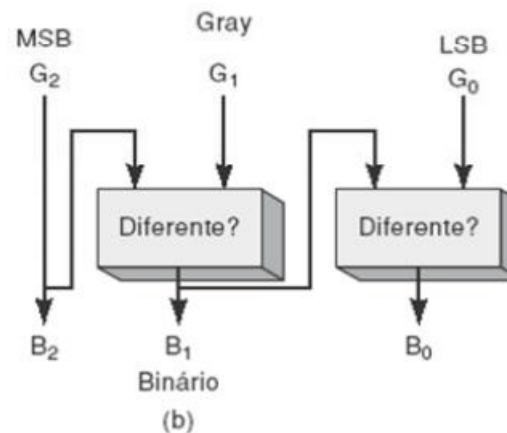 MSB Gray LSB
G₂ G₁ G₀
Diferente? Diferente?
B₂ B₁ B₀
Binário
(b)